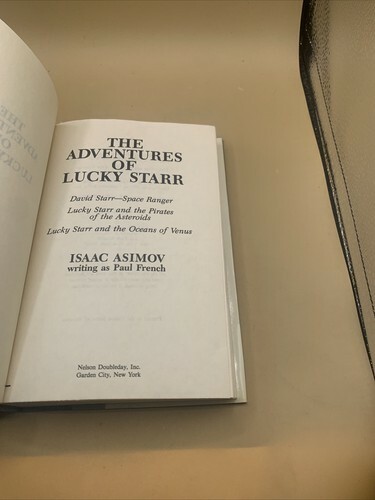 THE
ADVENTURES
OF
LUCKY STARR
David Starr—Space Ranger
Lucky Starr and the Pirates
of the Asteroids
Lucky Starr and the Oceans of Venus
ISAAC ASIMOV
writing as Paul French
Nelson Doubleday, Inc.
Garden City, New York